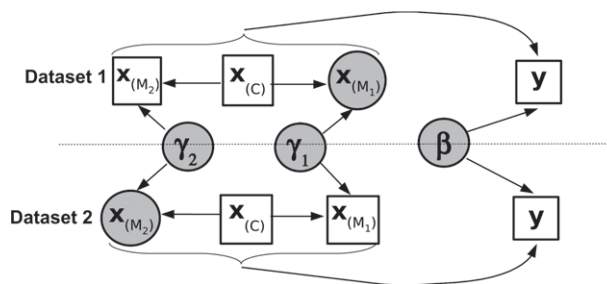 Dataset 1 x(M₂) x(C) x(M₁) y
γ₂ γ₁ β
Dataset 2 x(M₂) x(C) x(M₁) y